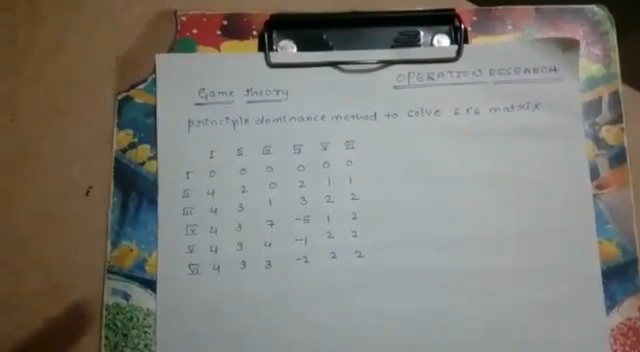 OPERATION RESEARCH
Game theory
principle dominance method to solve 6x6 matrix
I II III IV V VI
I 0 0 0 0 0 0
II 4 2 0 2 1 1
III 4 3 1 3 2 2
IV 4 3 7 -5 1 2
V 4 3 4 -1 2 2
VI 4 3 3 -2 2 2